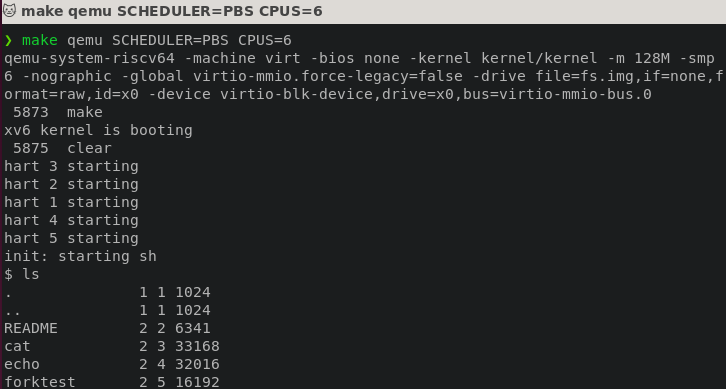 make qemu SCHEDULER=PBS CPUS=6
❯ make qemu SCHEDULER=PBS CPUS=6
qemu-system-riscv64 -machine virt -bios none -kernel kernel/kernel -m 128M -smp
6 -nographic -global virtio-mmio.force-legacy=false -drive file=fs.img,if=none,f
ormat=raw,id=x0 -device virtio-blk-device,drive=x0,bus=virtio-mmio-bus.0
 5873  make
xv6 kernel is booting
 5875  clear
hart 3 starting
hart 2 starting
hart 1 starting
hart 4 starting
hart 5 starting
init: starting sh
$ ls
.              1 1 1024
..             1 1 1024
README         2 2 6341
cat            2 3 33168
echo           2 4 32016
forktest       2 5 16192